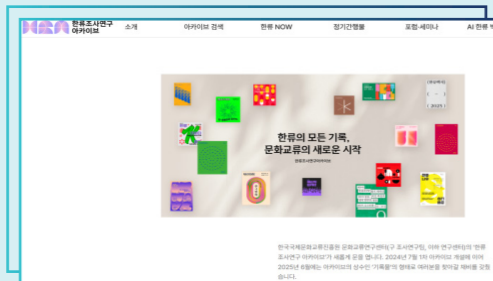 한류조사연구
아카이브
소개
아카이브 검색
한류 NOW
정기간행물
포럼·세미나
AI 한류
한류의 모든 기록,
문화교류의 새로운 시작
한류조사연구아카이브
한국국제문화교류진흥원 문화교류연구센터(구 조사연구팀, 이하 연구센터)의 '한류
조사연구 아카이브'가 새롭게 문을 엽니다. 2024년 7월 1차 아카이브 개설에 이어
2025년 6월에는 아카이브의 성수인 '기록물'의 형태로 여러분을 찾아갈 채비를 갖췄
습니다.